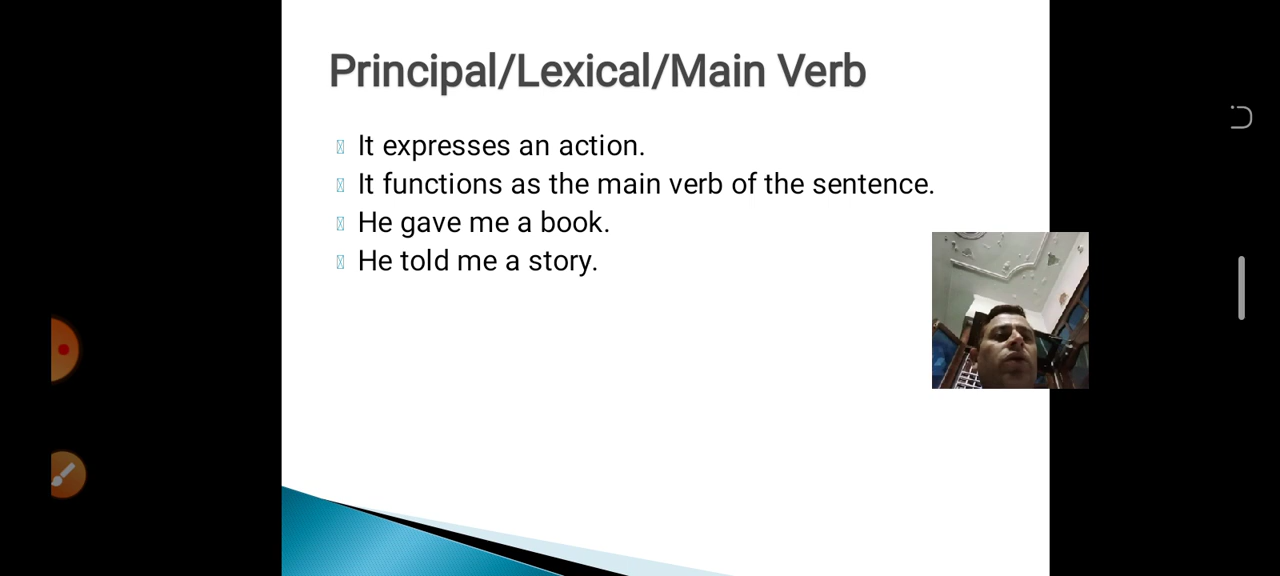 Principal/Lexical/Main Verb
It expresses an action.
It functions as the main verb of the sentence.
He gave me a book.
He told me a story.